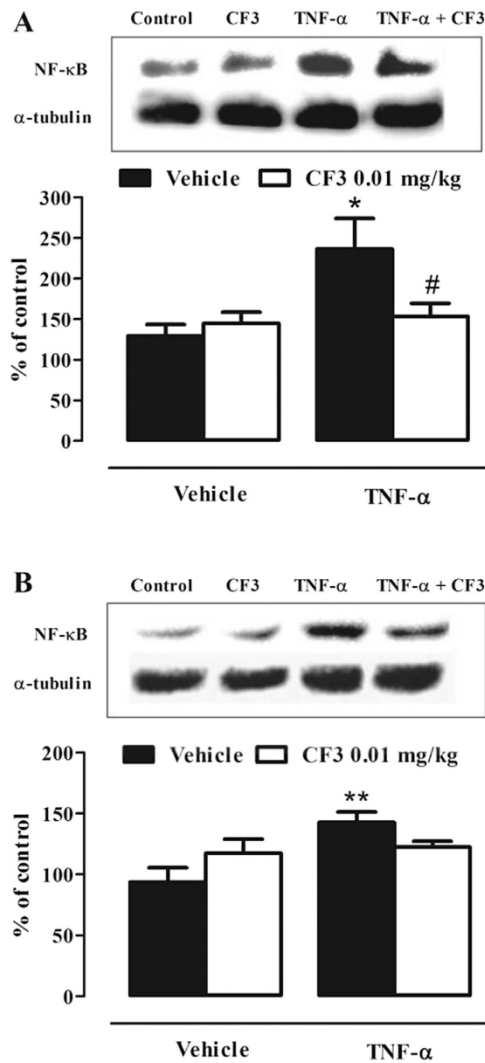 A
Control CF3 TNF-α TNF-α + CF3
NF-κB
α-tubulin
Vehicle CF3 0.01 mg/kg
% of control
300
250
200
150
100
50
0
*
#
Vehicle TNF-α
B
Control CF3 TNF-α TNF-α + CF3
NF-κB
α-tubulin
Vehicle CF3 0.01 mg/kg
% of control
200
150
100
50
0
**
Vehicle TNF-α